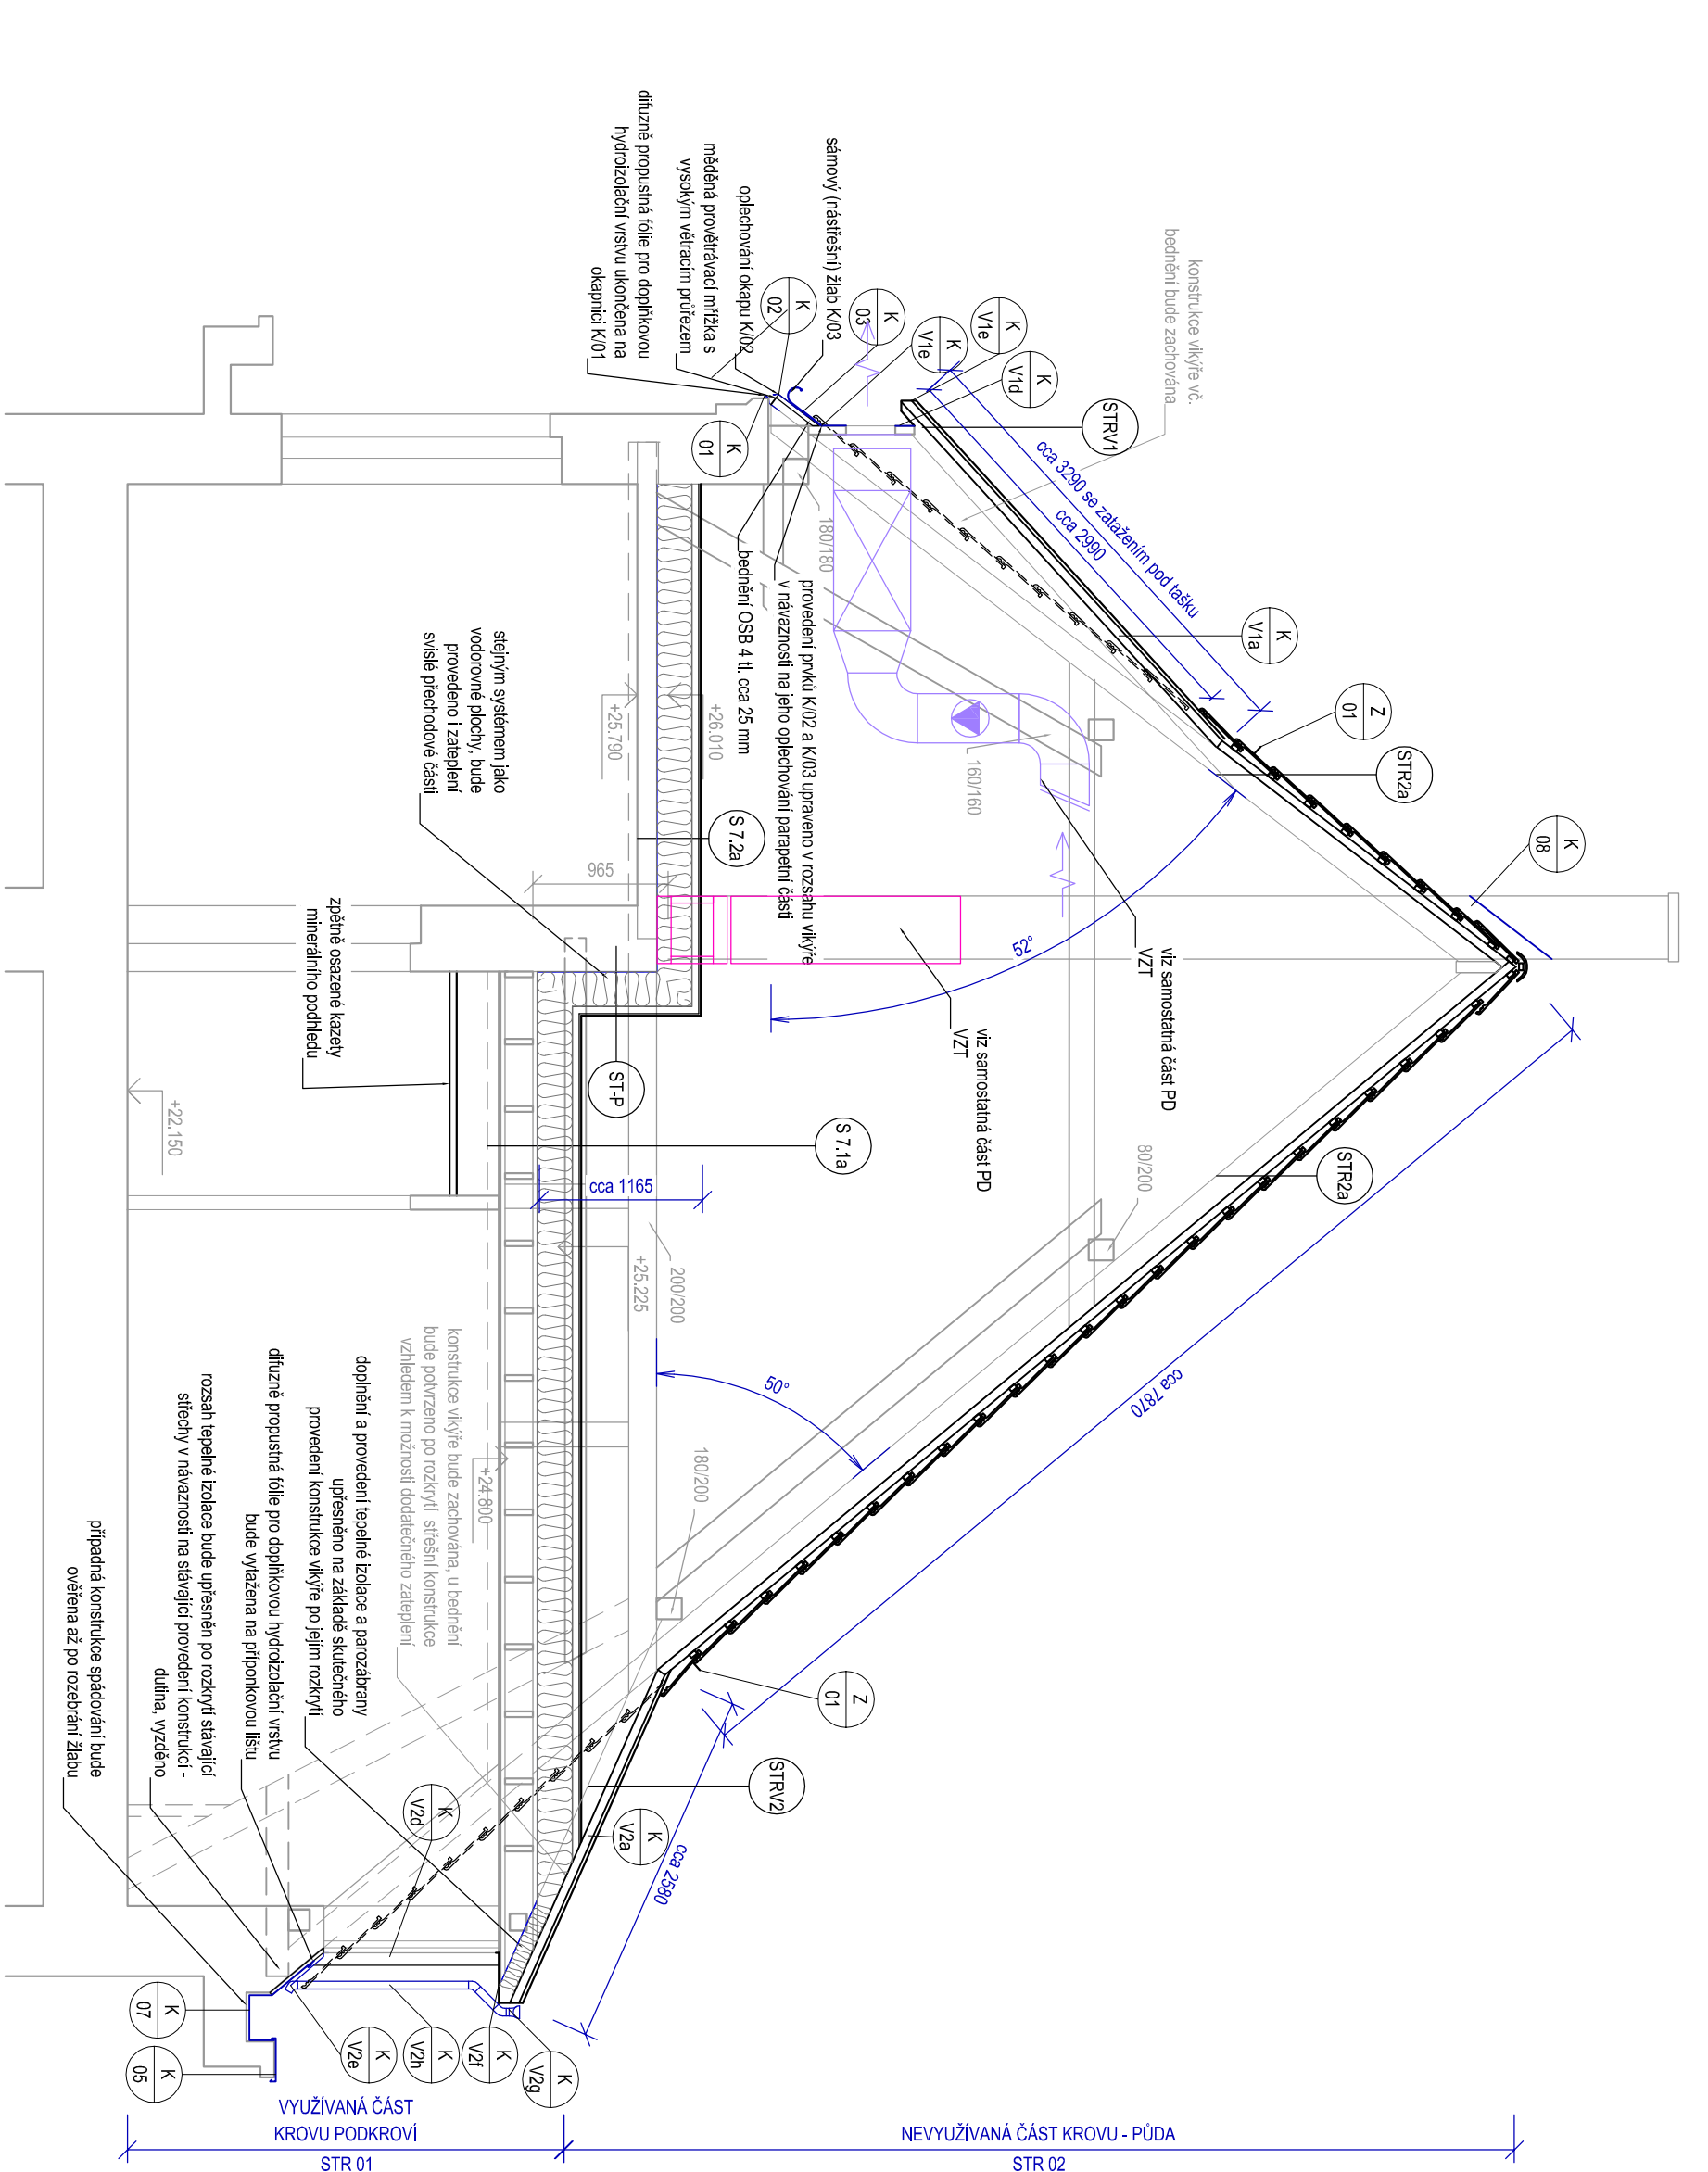 konstrukce vikýře vč.
bednění bude zachována
sámový (nástřešní) žlab K/03
oplechování okapu K/02
měděná provětrávací mřížka s
vysokým větracím průřezem
difuzně propustná fólie pro doplňkovou
hydroizolační vrstvu ukončena na
okapnici K/01
K
02
K
03
K
V1e
K
V1e
K
V1d
STRV1
K
01
cca 3290 se zatažením pod tašku
cca 2990
K
V1a
Z
01
STR2a
K
08
180/180
bednění OSB 4 tl. cca 25 mm
provedení prvků K/02 a K/03 upraveno v rozsahu vikýře
v návaznosti na jeho oplechování parapetní části
160/160
+26.010
+25.790
stejným systémemem jako
vodorovné plochy, bude
provedeno i zateplení
svislé přechodové části
S 7.2a
965
52°
viz samostatná část PD
VZT
viz samostatná část PD
VZT
zpětně osazené kazety
minerálního podhledu
ST-P
+22.150
S 7.1a
cca 1165
80/200
STR2a
+25.225
200/200
50°
cca 7870
konstrukce vikýře bude zachována, u bednění
bude potvrzeno po rozkrytí střešní konstrukce
vzhledem k možnosti dodatečného zateplení
doplnění a provedení tepelné izolace a parozábrany
upřesněno na základě skutečného
provedení konstrukce vikýře po jejím rozkrytí
difuzně propustná fólie pro doplňkovou hydroizolační vrstvu
bude vytažena na příponkovou lištu
rozsah tepelné izolace bude upřesněn po rozkrytí stávající
střechy v návaznosti na stávající provedení konstrukcí -
dutina, vyzděno
případná konstrukce spádování bude
ověřena až po rozebrání žlabu
+24.800
180/200
Z
01
STRV2
K
V2a
cca 2580
K
V2d
K
07
K
05
K
V2e
K
V2h
K
V2f
K
V2g
VYUŽÍVANÁ ČÁST
KROVU PODKROVÍ
STR 01
NEVYUŽÍVANÁ ČÁST KROVU - PŮDA
STR 02